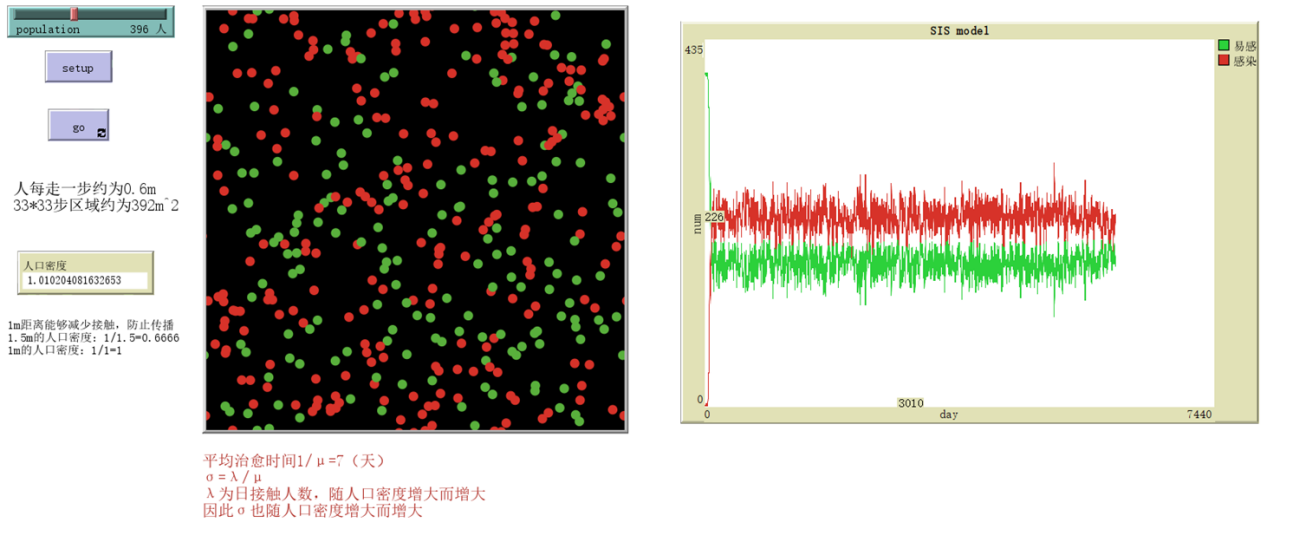 population 396 人
setup
go
人每走一步约为0.6m
33*33步区域约为392m^2
人口密度
1.010204081632653
1m距离能够减少接触，防止传播
1.5m的人口密度：1/1.5=0.6666
1m的人口密度：1/1=1
平均治愈时间1/μ=7（天）
σ=λ/μ
λ为日接触人数，随人口密度增大而增大
因此σ也随人口密度增大而增大
SIS model
435
易感
感染
num
226
0
3010
0
day
7440